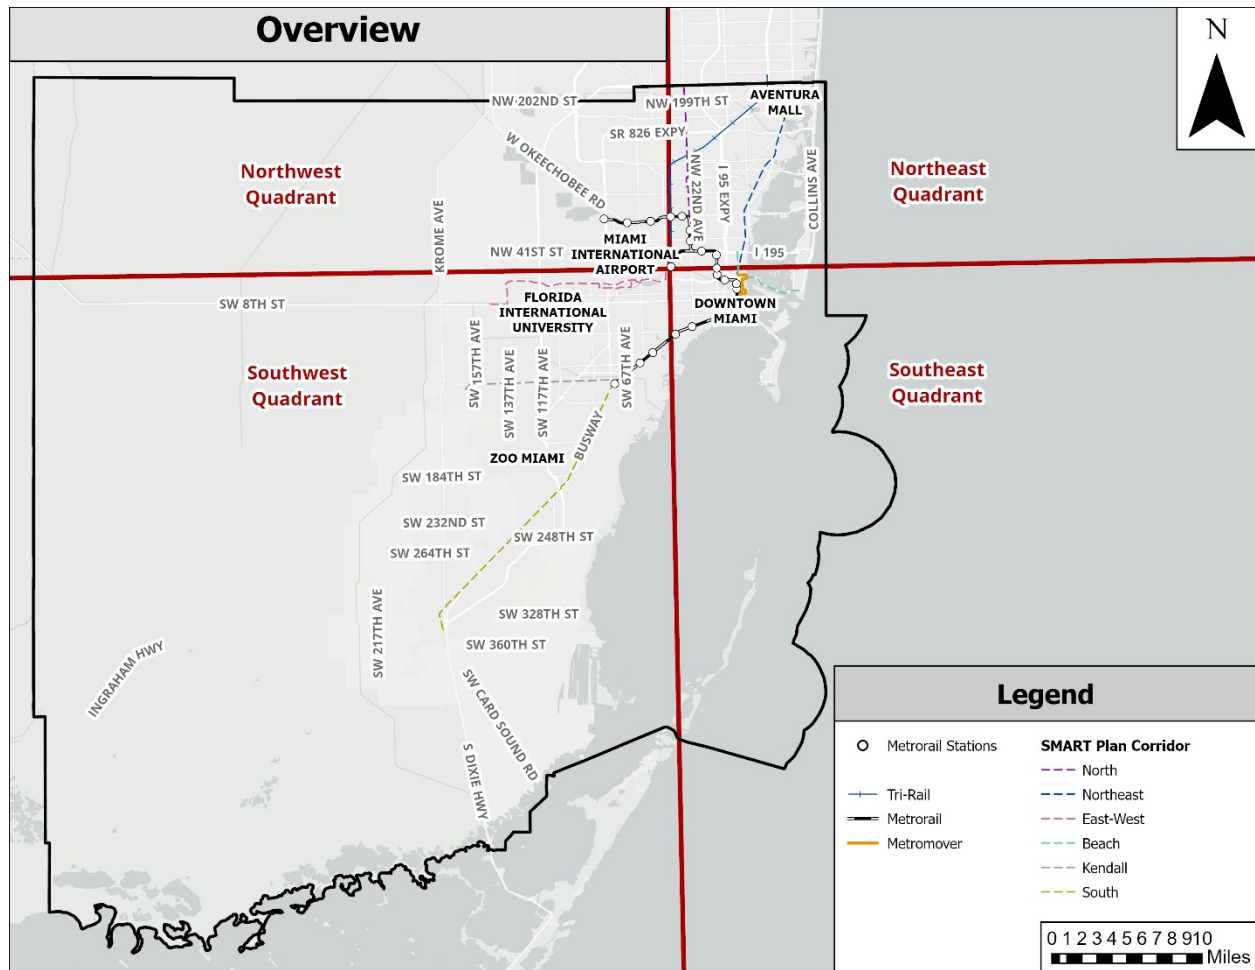 Overview
N
NW 202ND ST
NW 199TH ST
AVENTURA
MALL
SR 826 EXPY
W OKEECHOBEE RD
Northwest
Quadrant
Northeast
Quadrant
KROME AVE
NW 22ND AVE
I 95 EXPY
COLLINS AVE
NW 41ST ST
MIAMI
INTERNATIONAL
AIRPORT
I 195
SW 8TH ST
FLORIDA
INTERNATIONAL
UNIVERSITY
DOWNTOWN
MIAMI
Southwest
Quadrant
SW 157TH AVE
SW 137TH AVE
SW 117TH AVE
SW 67TH AVE
Southeast
Quadrant
BUSWAY
ZOO MIAMI
SW 184TH ST
SW 232ND ST
SW 248TH ST
SW 264TH ST
SW 217TH AVE
SW 328TH ST
SW 360TH ST
INGRAHAM HWY
SW CARD SOUND RD
S DIXIE HWY
Legend
Metrorail Stations
Tri-Rail
Metrorail
Metromover
SMART Plan Corridor
North
Northeast
East-West
Beach
Kendall
South
0 1 2 3 4 5 6 7 8 9 10
Miles